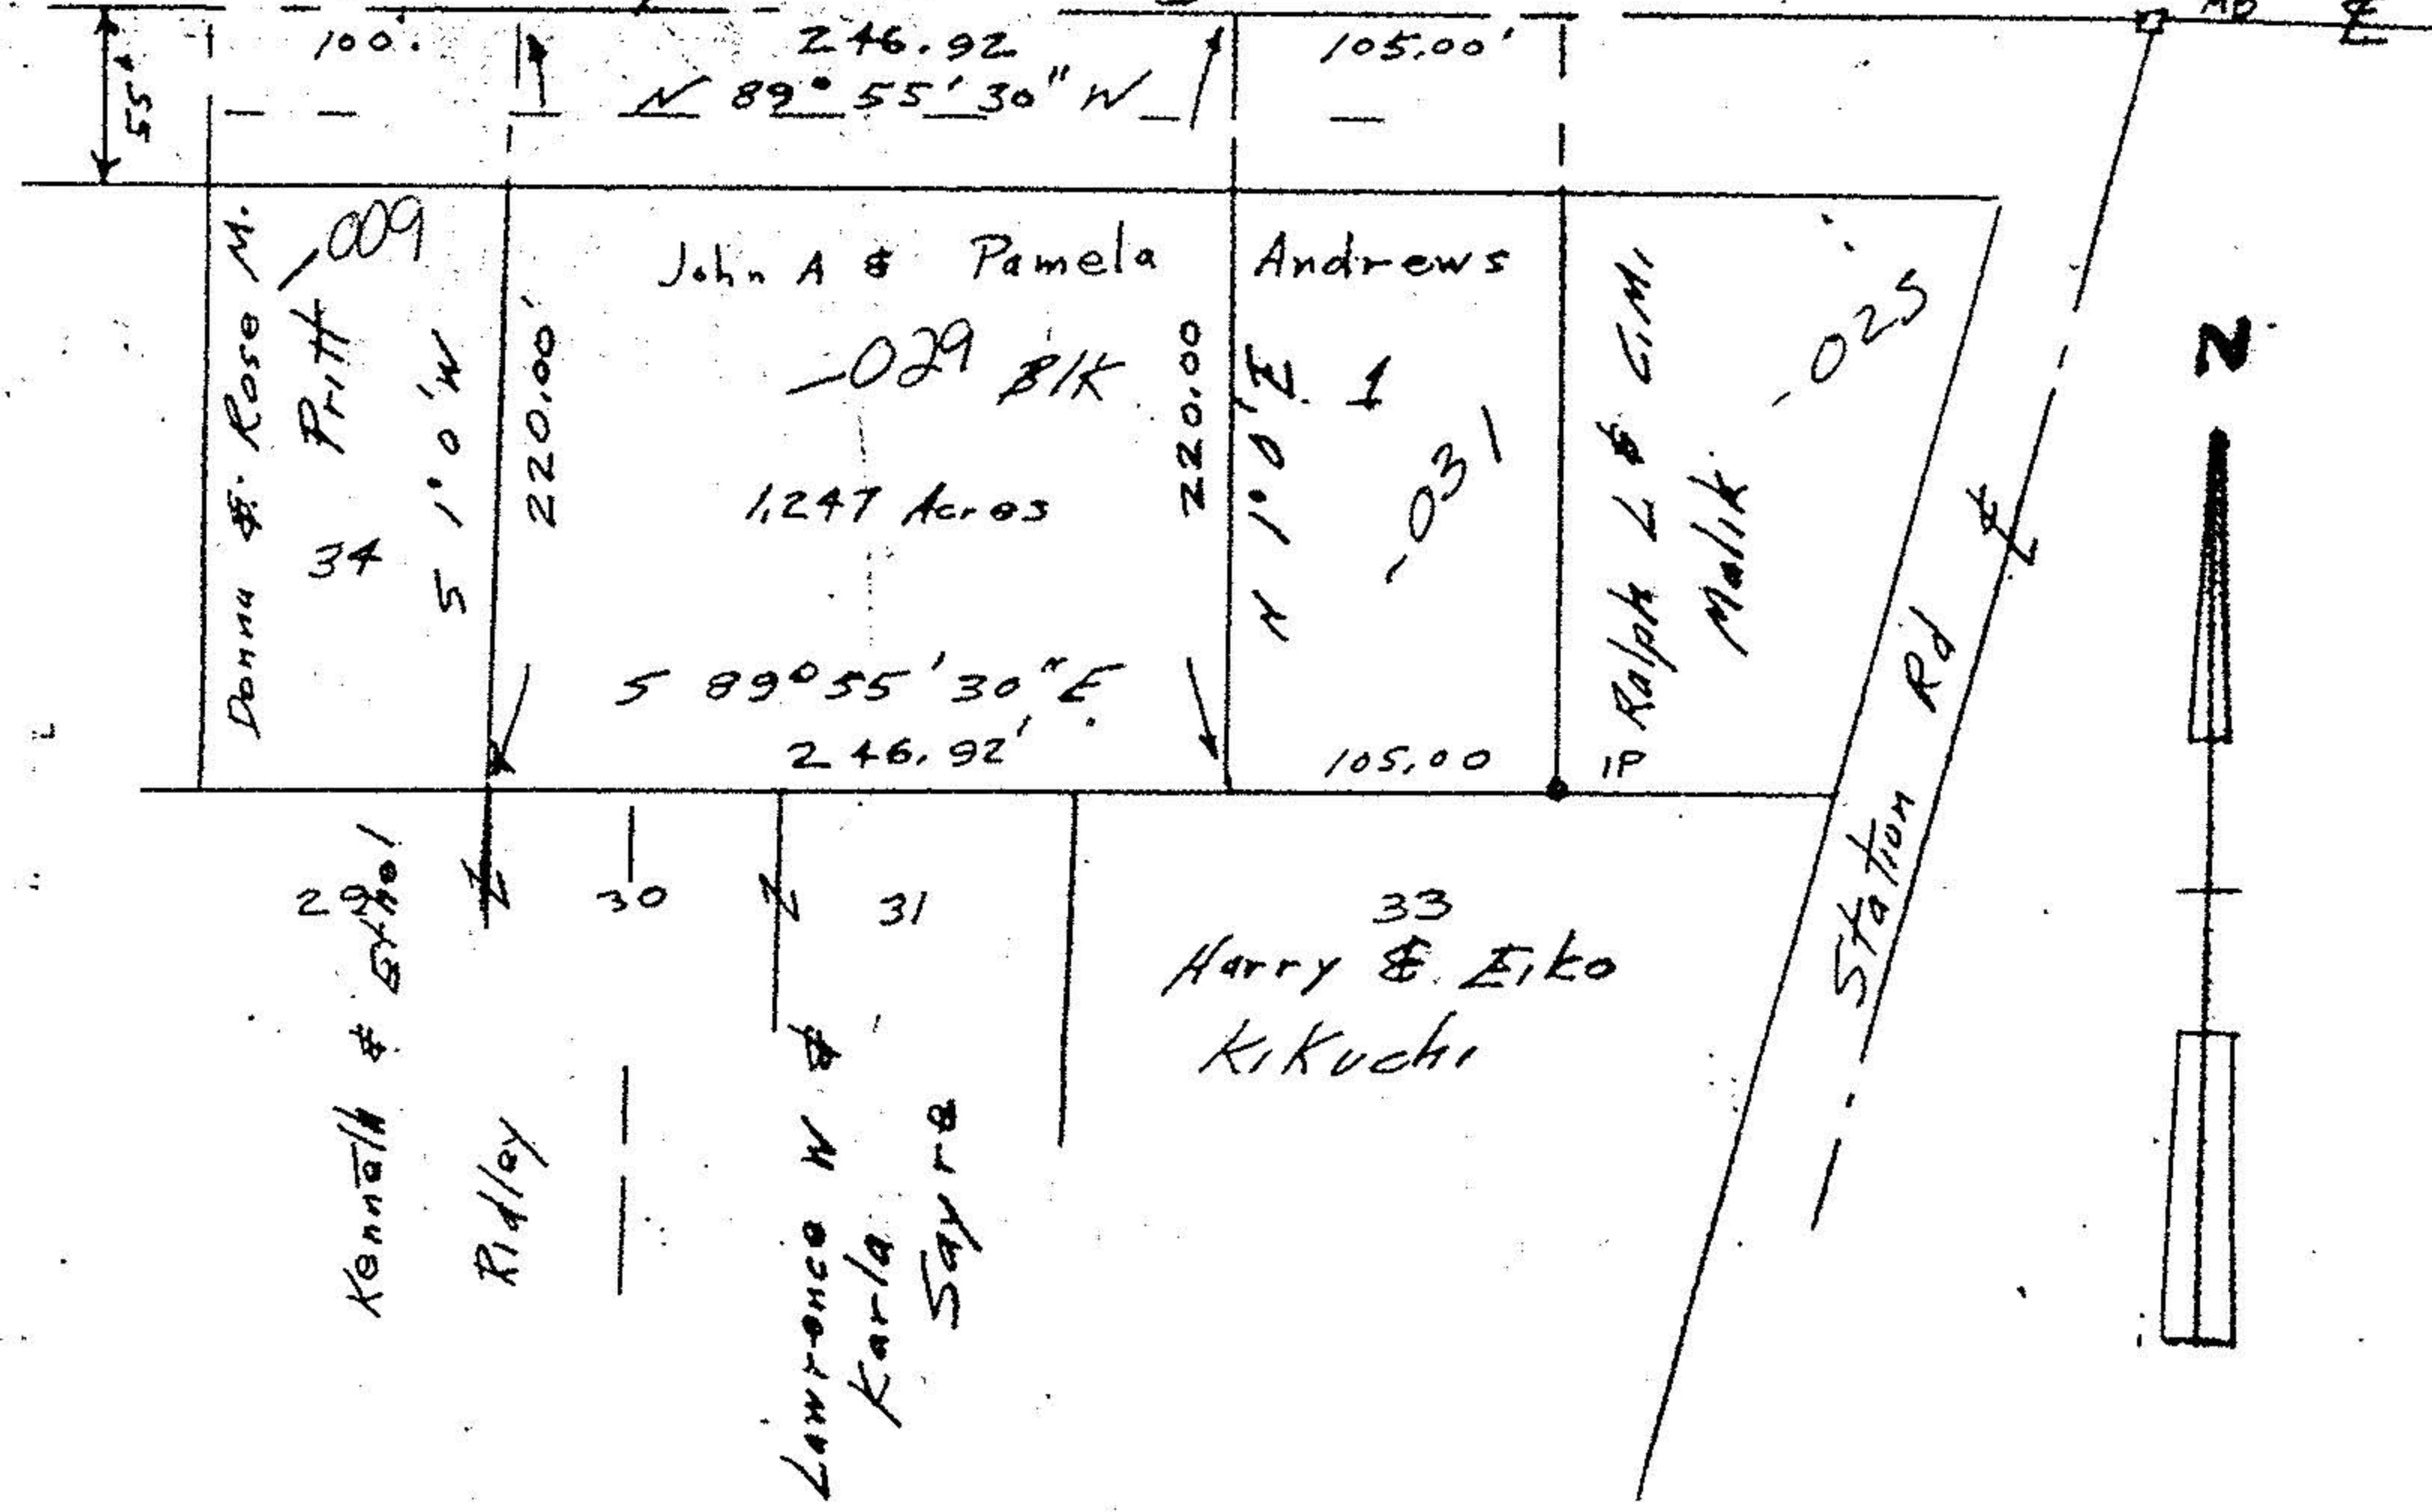 100'
246.92
105.00'
N 89° 55' 30" W
55'
Donna & Rose M.
Pritt
-009
34
S 1° 0' W
220.00'
John A & Pamela Andrews
-029 Blk 1
1.247 Acres
220.00
N 1° 0' E
-031
S 89° 55' 30" E
246.92'
105.00
IP
Ralph L & G.M.
Malik
-025
Station Rd
N
29
30
31
33
Kenneth & Ethel
Ridley
Lawrence W &
Karla
Sayre
Harry & Eiko
Kikuchi